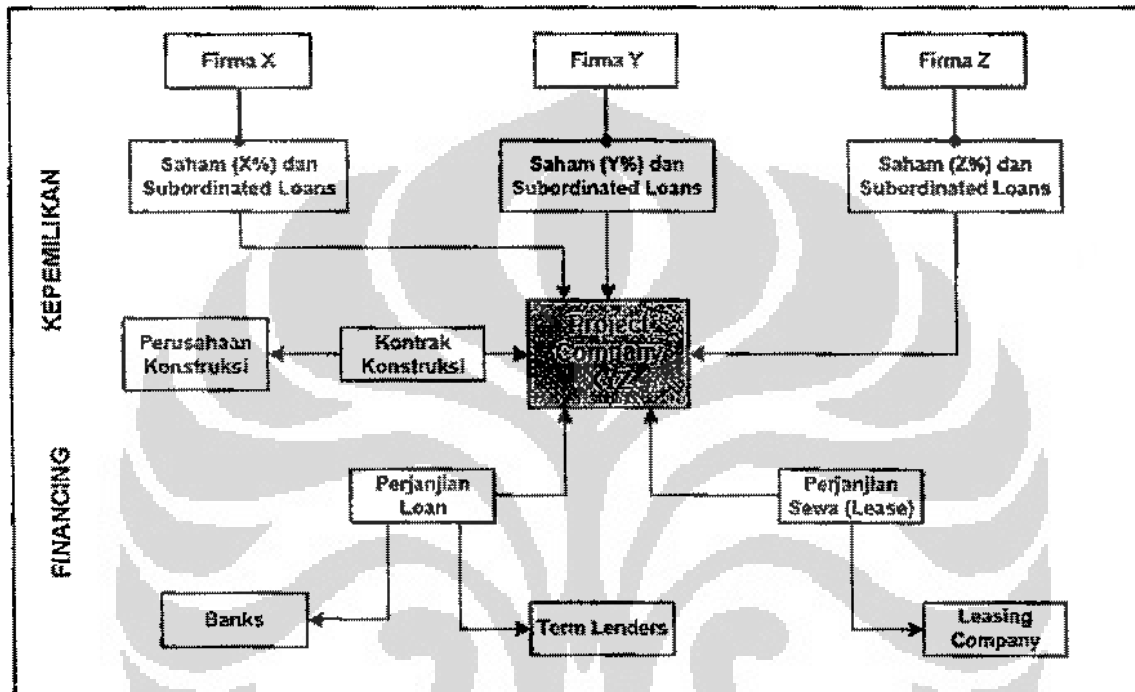 Firma X
Firma Y
Firma Z
Saham (X%) dan
Subordinated Loans
Saham (Y%) dan
Subordinated Loans
Saham (Z%) dan
Subordinated Loans
KEPEMILIKAN
Perusahaan
Konstruksi
Kontrak
Konstruksi
Project
Company
FINANCING
Perjanjian
Loan
Perjanjian
Sewa (Lease)
Banks
Term Lenders
Leasing
Company